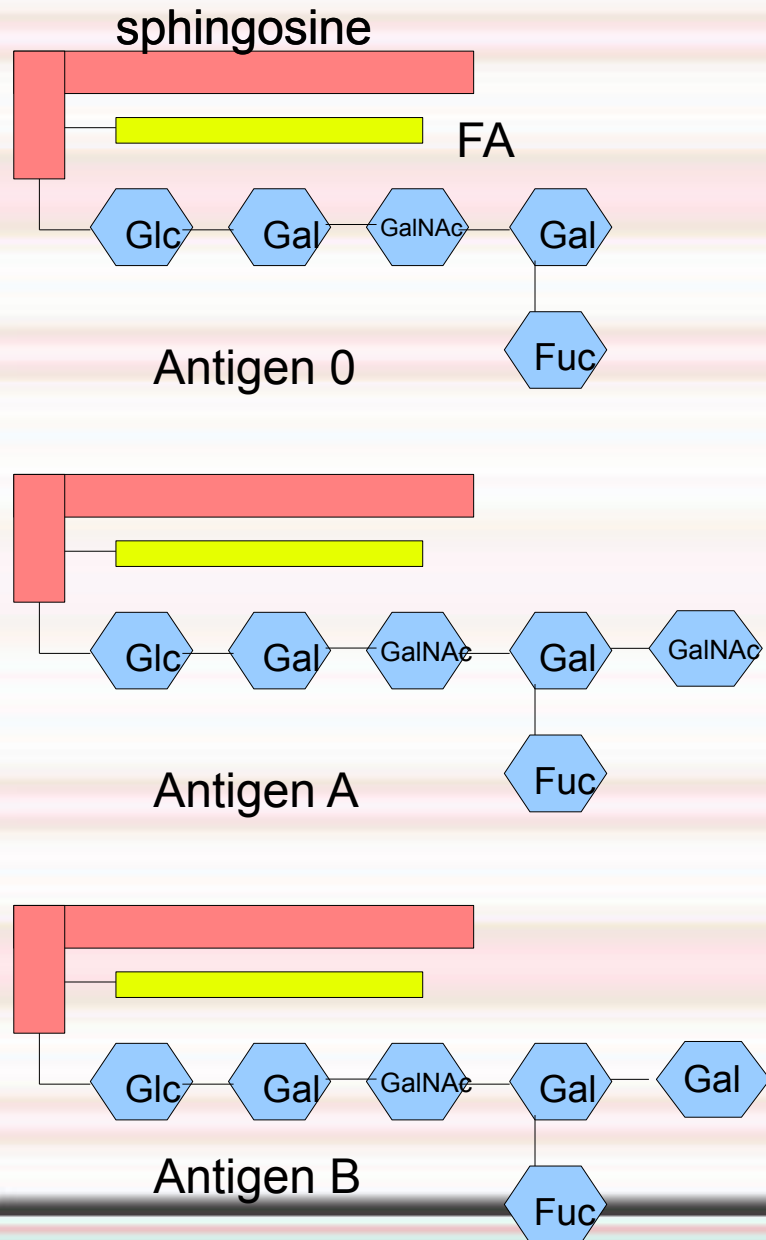 sphingosine
FA
Glc Gal GalNAc Gal
Fuc
Antigen 0
Glc Gal GalNAc Gal GalNAc
Fuc
Antigen A
Glc Gal GalNAc Gal Gal
Antigen B
Fuc